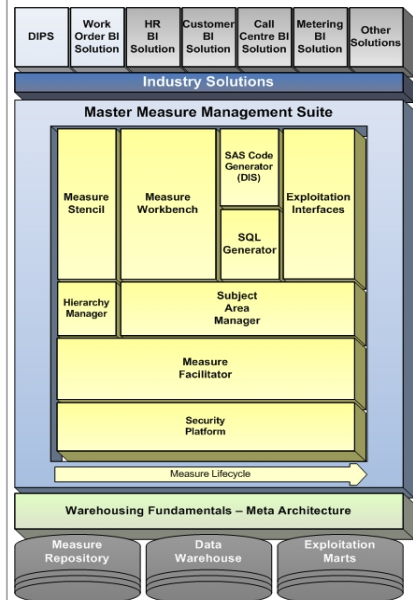 DIPS
Work
Order BI
Solution
HR
BI
Solution
Customer
BI
Solution
Call
Centre BI
Solution
Metering
BI
Solution
Other
Solutions
Industry Solutions
Master Measure Management Suite
Measure
Stencil
Measure
Workbench
SAS Code
Generator
(DIS)
SQL
Generator
Exploitation
Interfaces
Hierarchy
Manager
Subject
Area
Manager
Measure
Facilitator
Security
Platform
Measure Lifecycle
Warehousing Fundamentals – Meta Architecture
Measure
Repository
Data
Warehouse
Exploitation
Marts